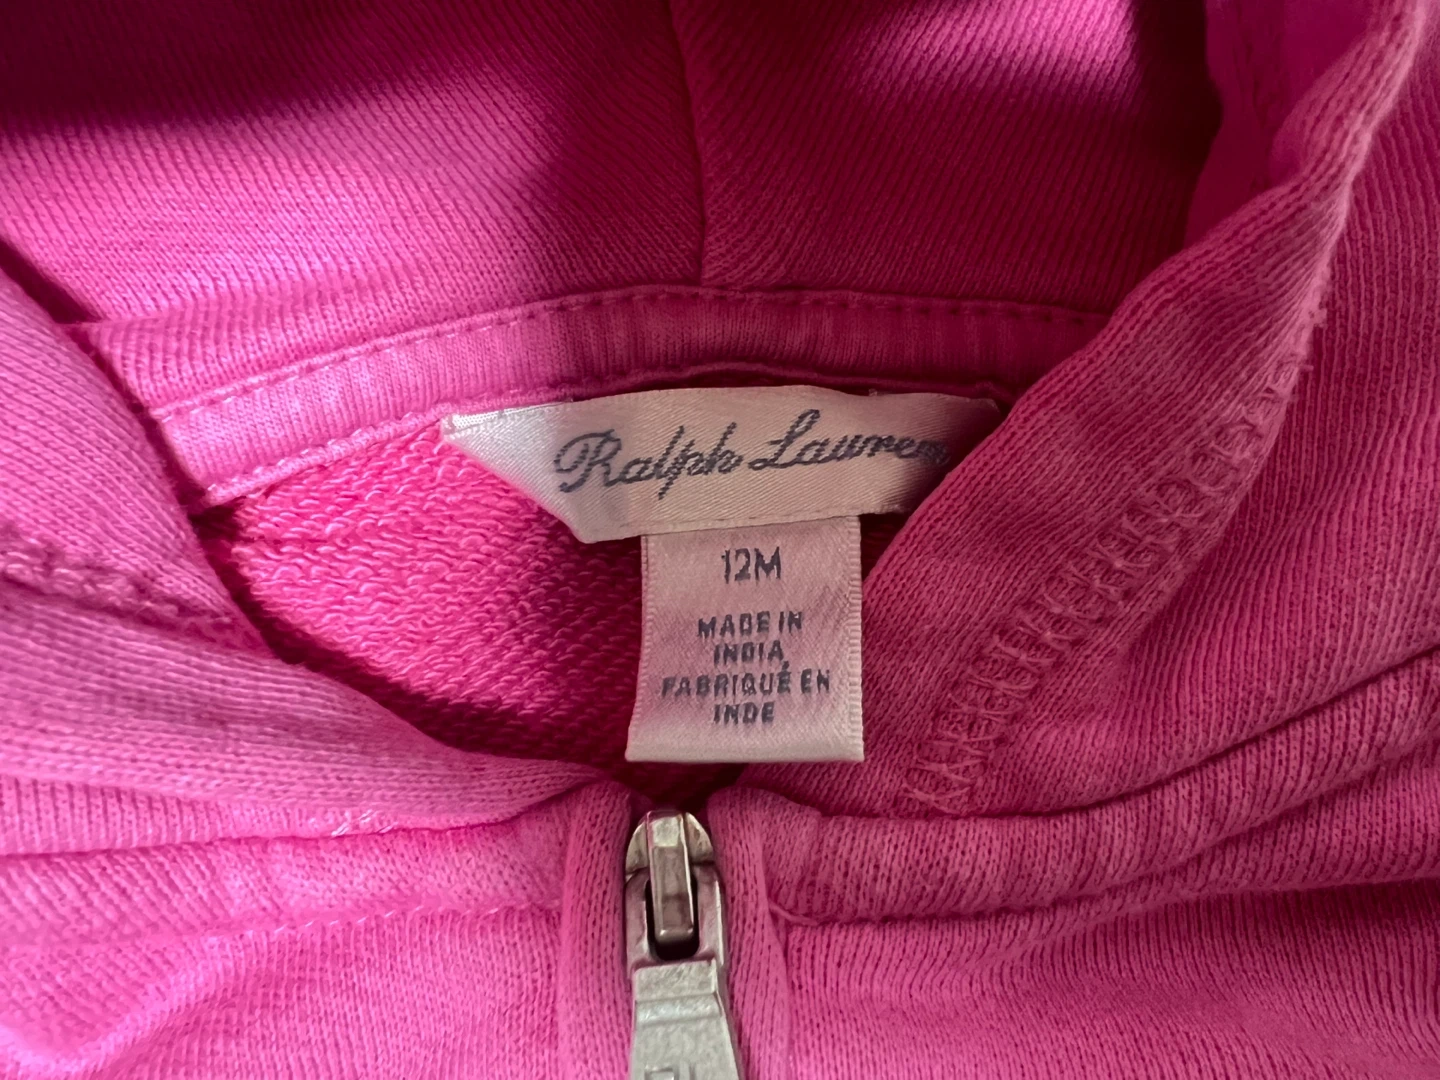 Ralph Lauren
12M
MADE IN
INDIA
FABRIQUÉ EN
INDE